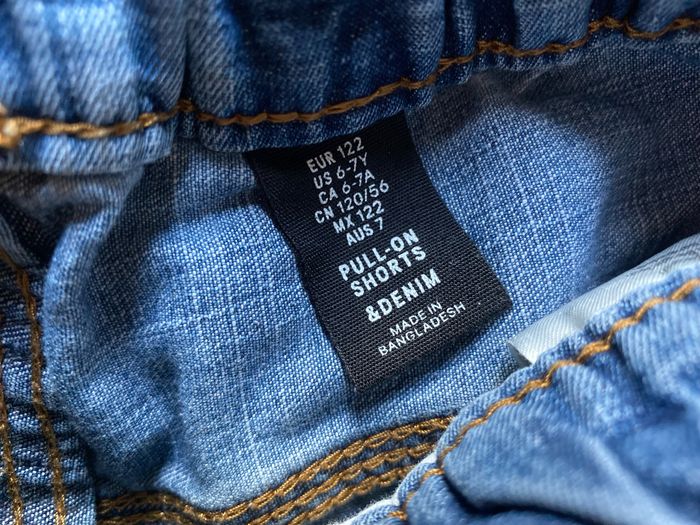 EUR 122
US 6-7Y
CA 6-7A
CN 120/56
MX 122
AUS 7
PULL-ON
SHORTS
&DENIM
MADE IN
BANGLADESH